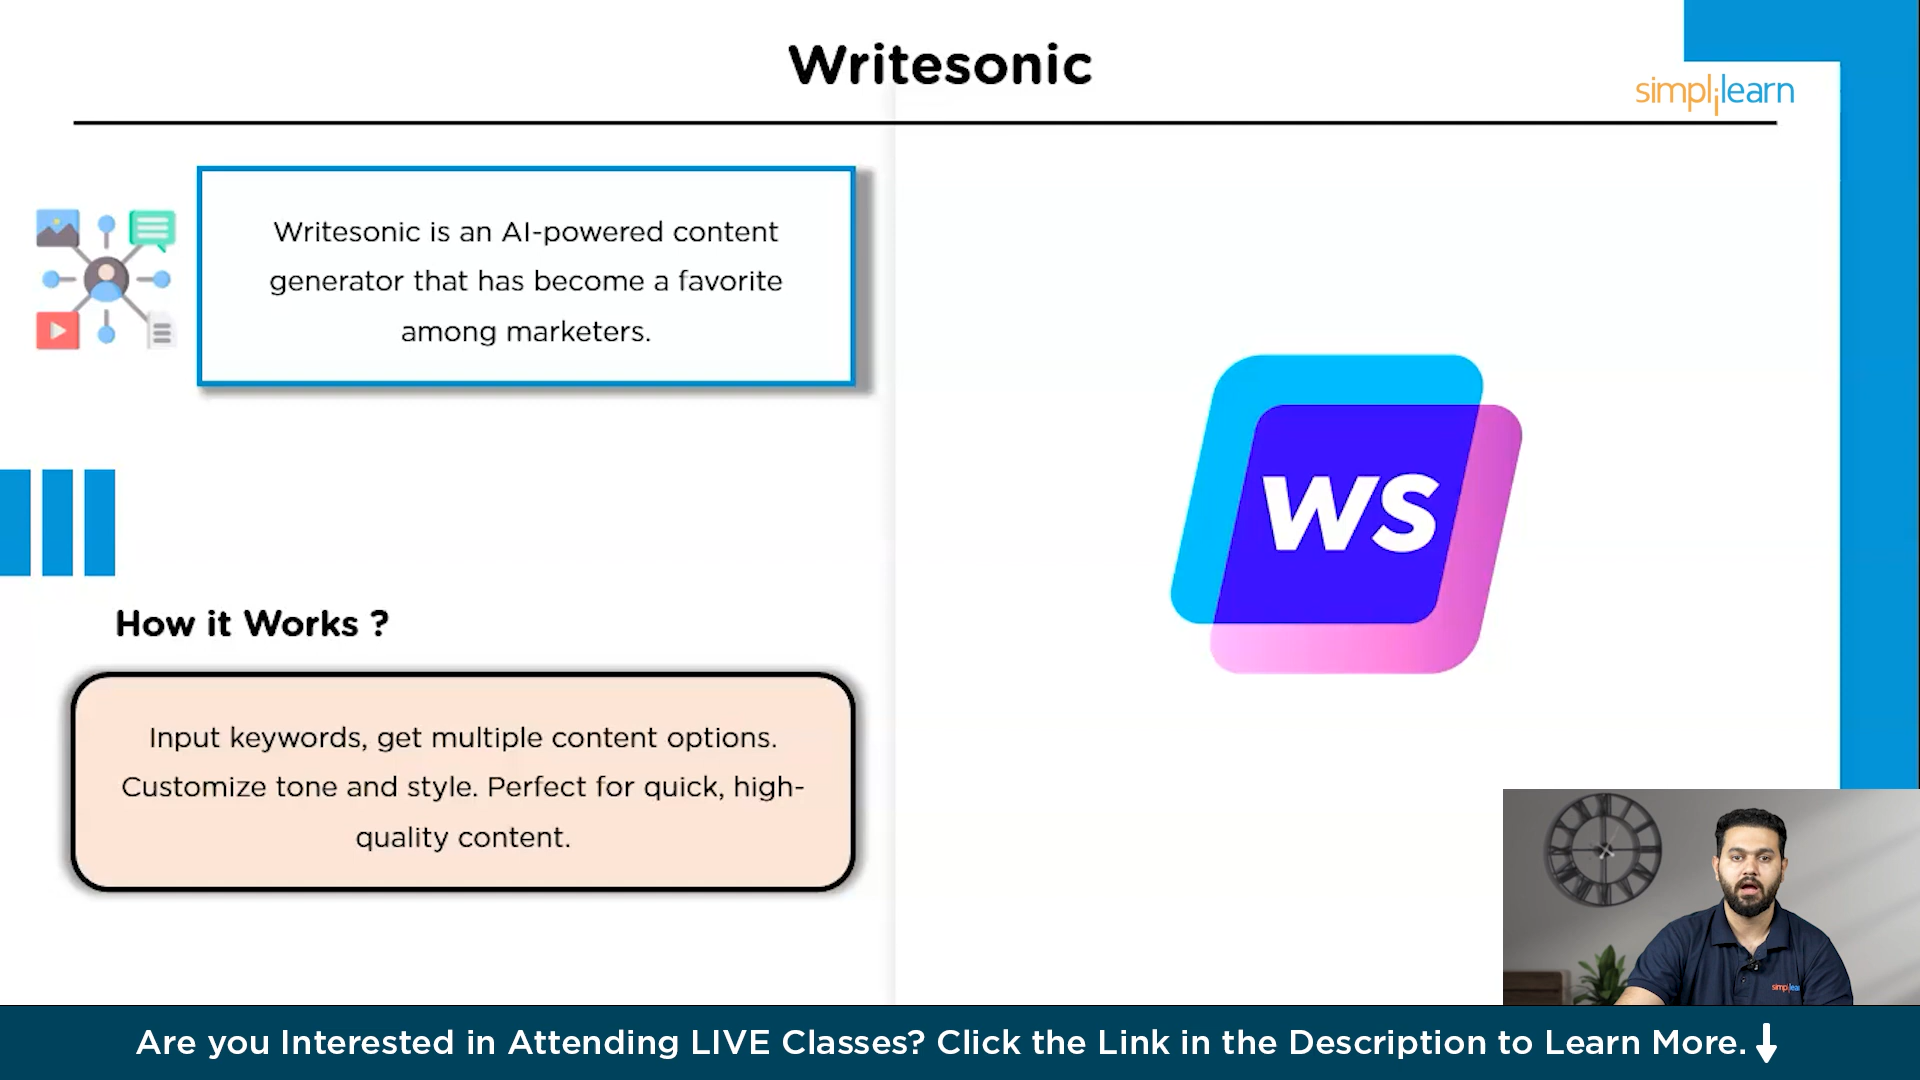 Writesonic
simplilearn
Writesonic is an AI-powered content
generator that has become a favorite
among marketers.
WS
How it Works ?
Input keywords, get multiple content options.
Customize tone and style. Perfect for quick, high-
quality content.
Are you Interested in Attending LIVE Classes? Click the Link in the Description to Learn More.